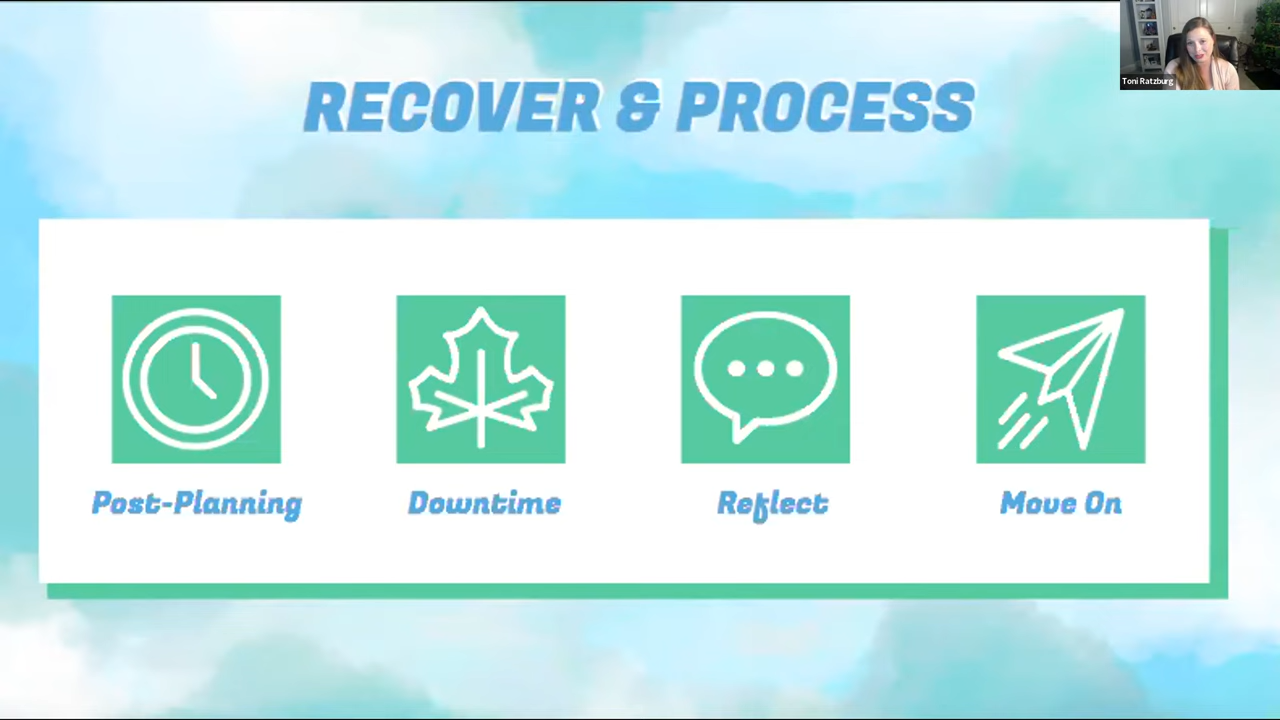 RECOVER & PROCESS
Toni Ratzburg
Post-Planning
Downtime
Reflect
Move On